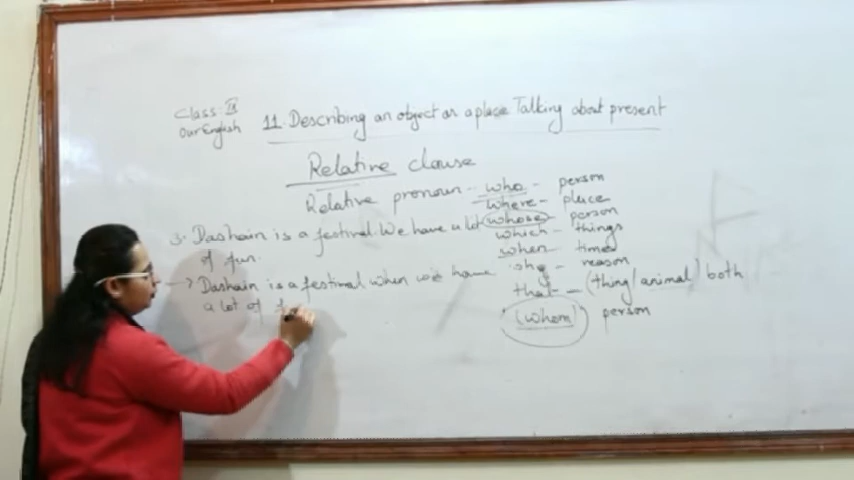 Class: IX
Our English
11. Describing an object or a place Talking about present
Relative clause
Relative pronoun - who - person
where - place
whose - person
which - things
when - time
why - reason
that - (thing/animal) both
(whom) person
3. Dashain is a festival. We have a lot
of fun.
→ Dashain is a festival when we have
a lot of f